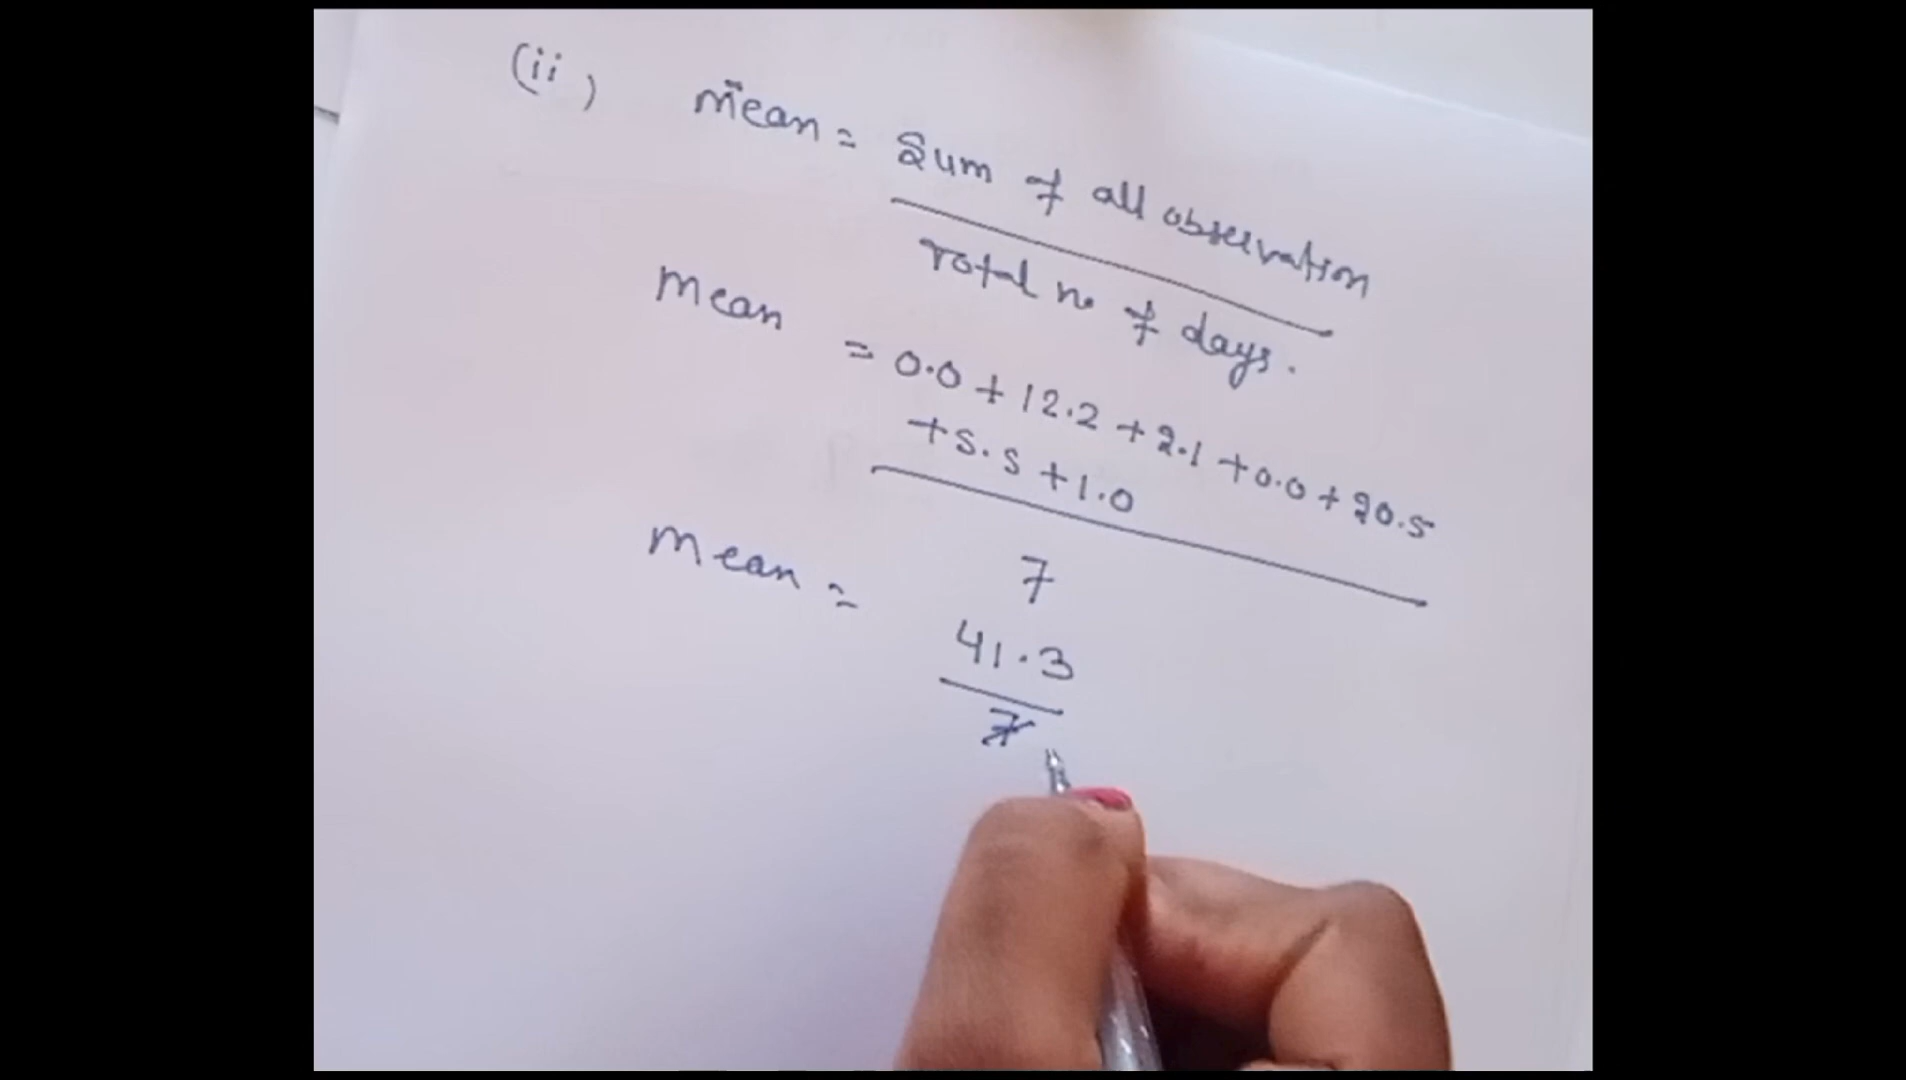 (ii) Mean = Sum of all observation
Total no of days.
Mean = 0.0 + 12.2 + 2.1 + 0.0 + 20.5
+ 5.5 + 1.0
7
Mean = 41.3
7